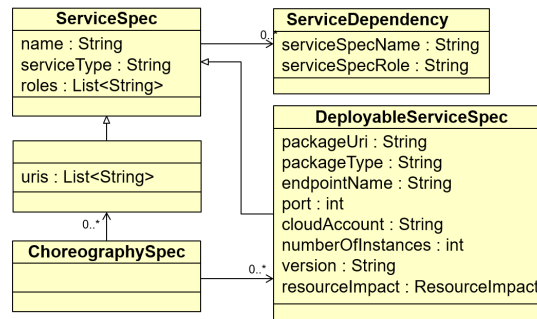 ServiceSpec
name : String
serviceType : String
roles : List<String>
0..*
ServiceDependency
serviceSpecName : String
serviceSpecRole : String
uris : List<String>
0..*
ChoreographySpec
0..*
DeployableServiceSpec
packageUri : String
packageType : String
endpointName : String
port : int
cloudAccount : String
numberOfInstances : int
version : String
resourceImpact : ResourceImpact